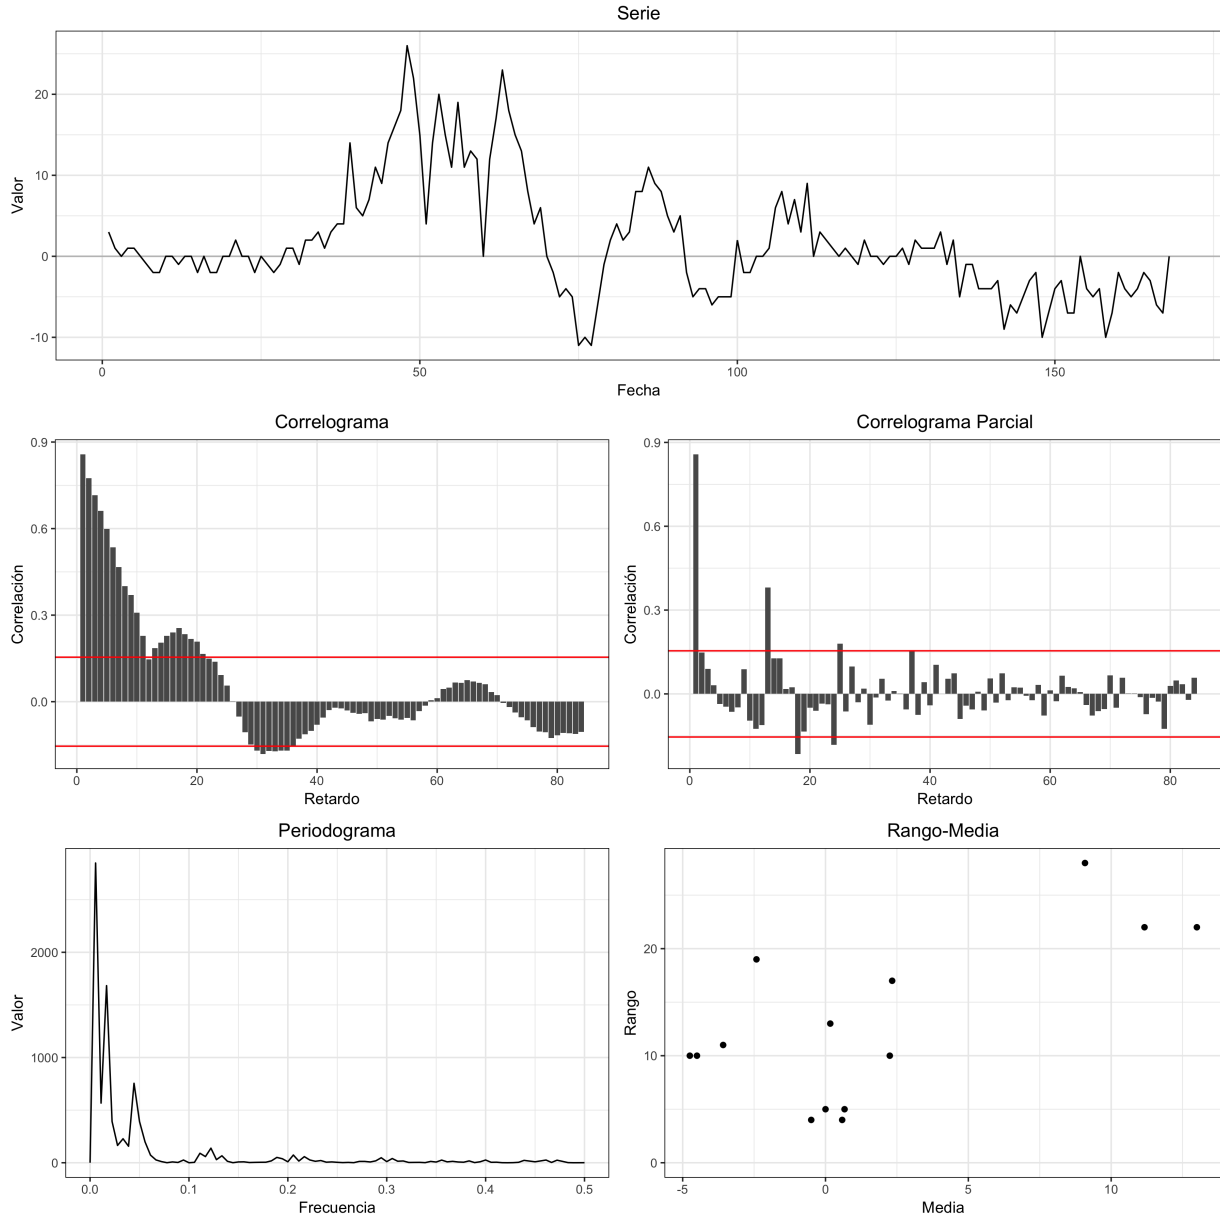 Serie
Valor
20
10
0
-10
0 50 100 150
Fecha
Correlograma
Correlación
0.9
0.6
0.3
0.0
0 20 40 60 80
Retardo
Correlograma Parcial
Correlación
0.9
0.6
0.3
0.0
0 20 40 60 80
Retardo
Periodograma
Valor
2000
1000
0
0.0 0.1 0.2 0.3 0.4 0.5
Frecuencia
Rango-Media
Rango
20
10
0
-5 0 5 10
Media